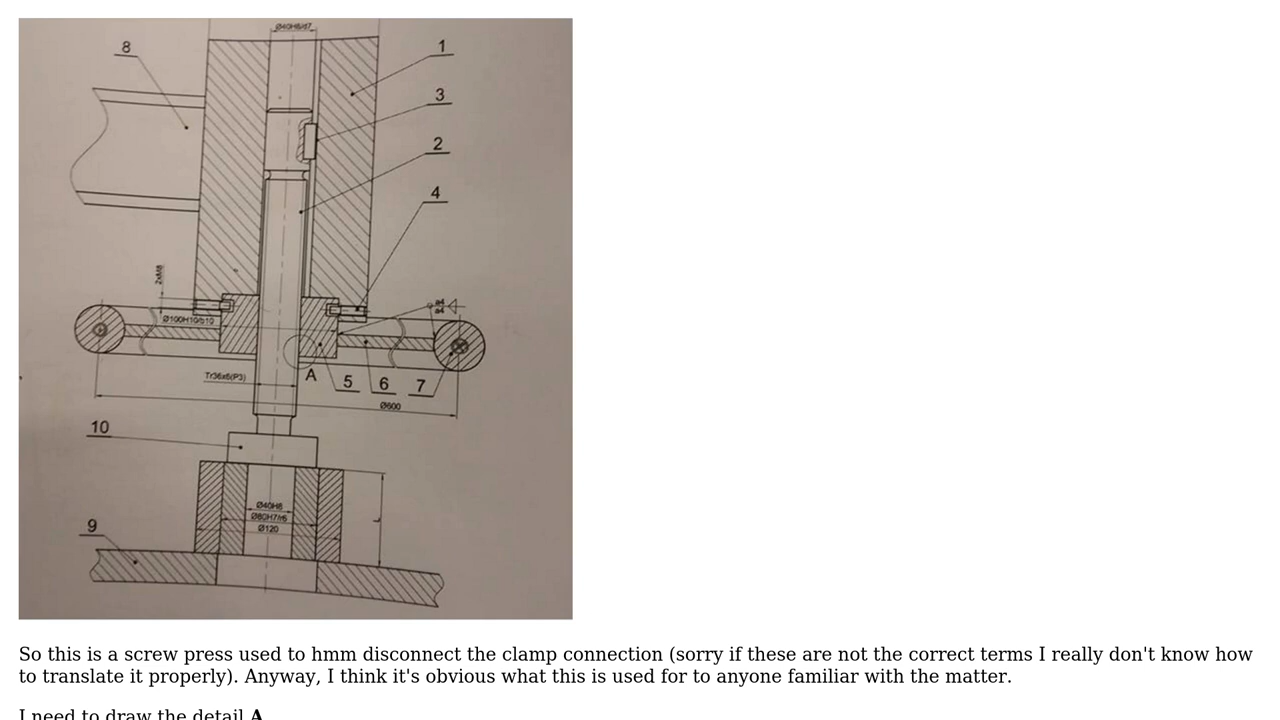 Ø40H8/d7
8
1
3
2
4
2xM8
a4
a4
Ø100H10/b10
A
Tr36x6(P3)
5
6
7
Ø600
10
Ø40H8
Ø80H7/r6
Ø120
L
9
So this is a screw press used to hmm disconnect the clamp connection (sorry if these are not the correct terms I really don't know how
to translate it properly). Anyway, I think it's obvious what this is used for to anyone familiar with the matter.
I need to draw the detail A